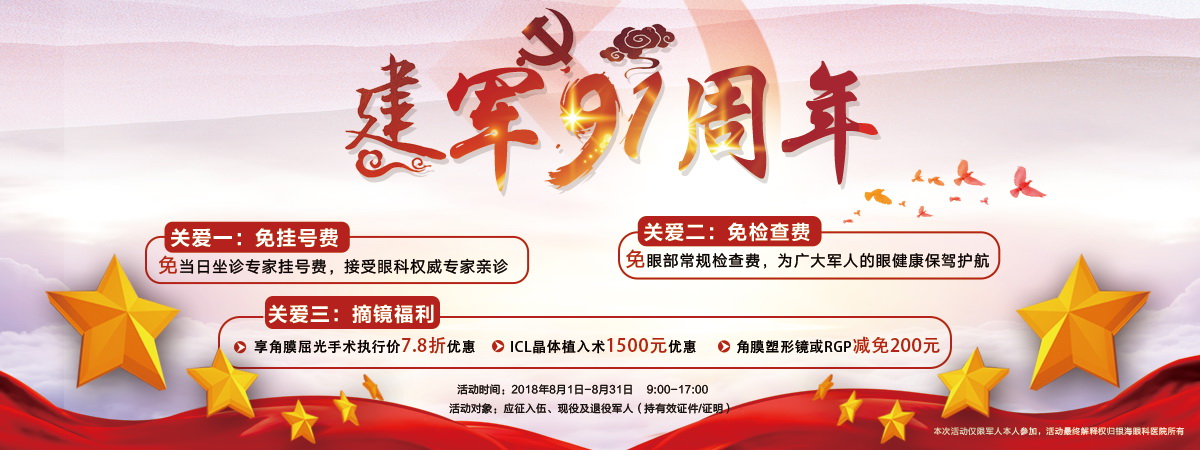 建军91周年
关爱一：免挂号费
免当日坐诊专家挂号费，接受眼科权威专家亲诊
关爱二：免检查费
免眼部常规检查费，为广大军人的眼健康保驾护航
关爱三：摘镜福利
享角膜屈光手术执行价7.8折优惠
ICL晶体植入术1500元优惠
角膜塑形镜或RGP减免200元
活动时间：2018年8月1日-8月31日 9:00-17:00
活动对象：应征入伍、现役及退役军人（持有效证件/证明）
本次活动仅限军人本人参加，活动最终解释权归银海眼科医院所有